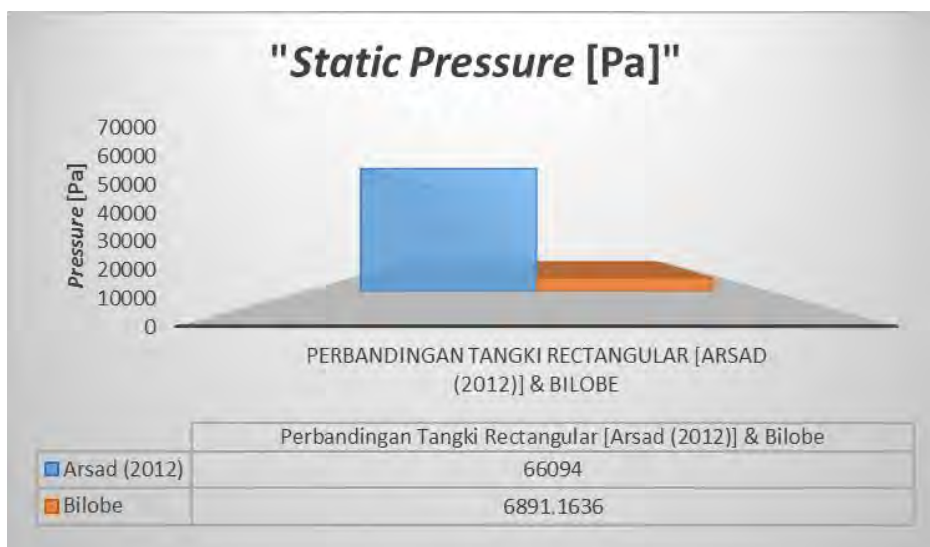 "Static Pressure [Pa]"
Pressure [Pa]
70000
60000
50000
40000
30000
20000
10000
0
PERBANDINGAN TANGKI RECTANGULAR [ARSAD
(2012)] & BILOBE
Perbandingan Tangki Rectangular [Arsad (2012)] & Bilobe
Arsad (2012) 66094
Bilobe 6891.1636